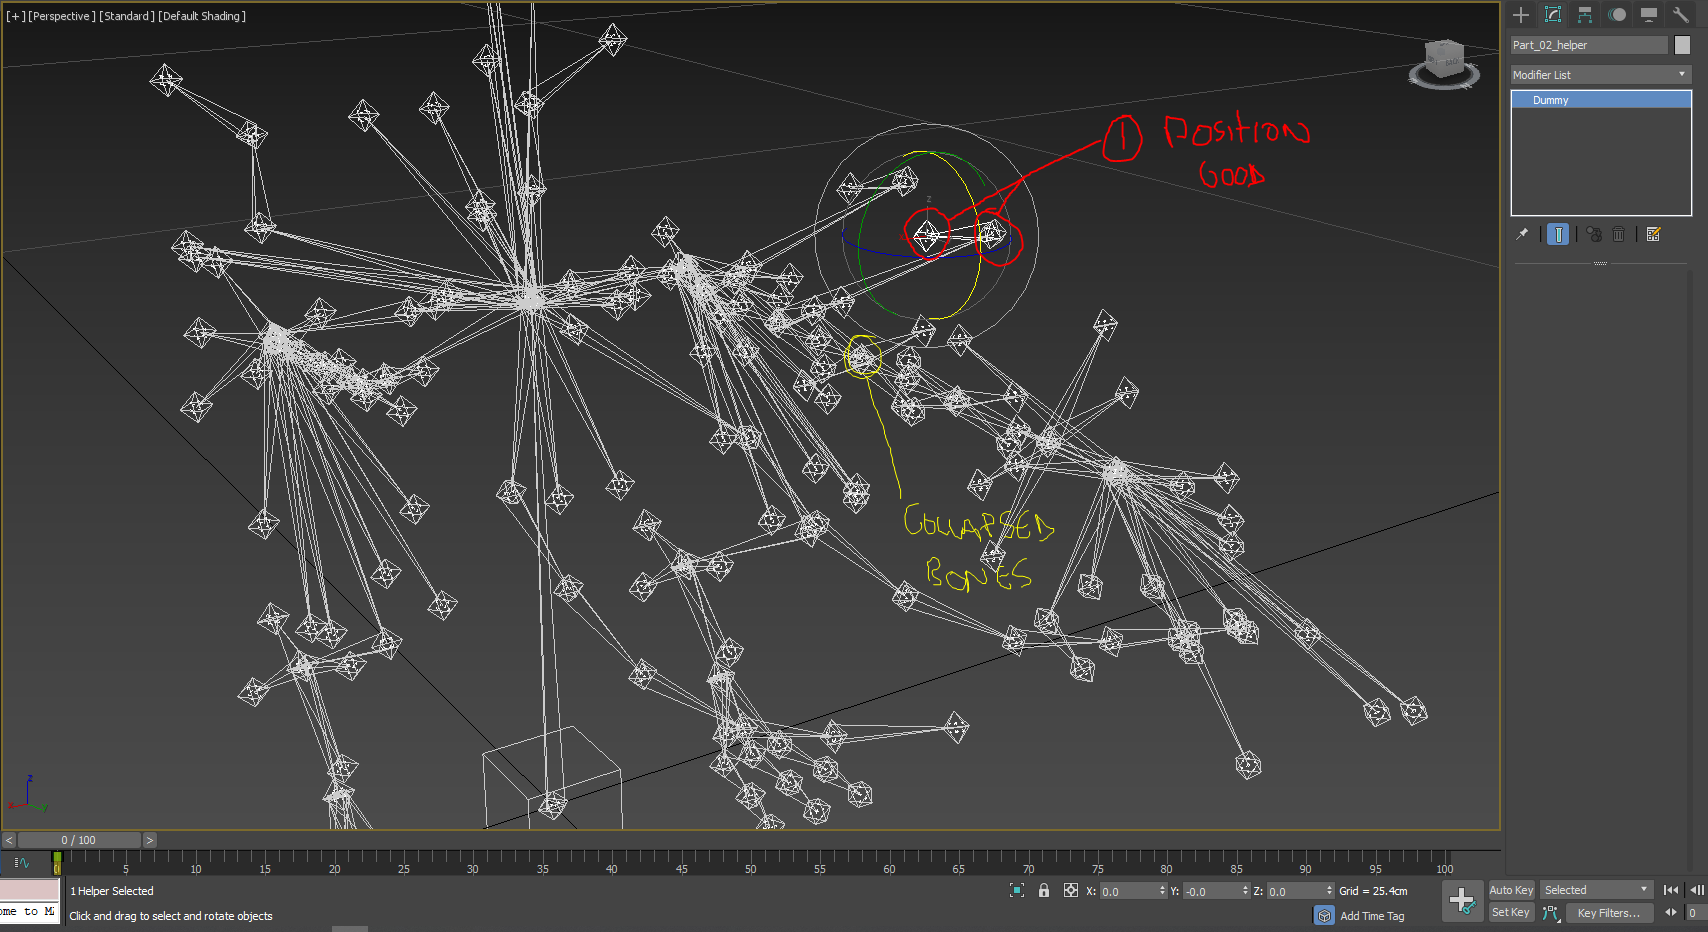 [+] [Perspective ] [Standard ] [Default Shading ]
Part_02_helper
Modifier List
Dummy
1 POSITION
GOOD
z
COLLAPSED
BONES
z
x
y
< 0 / 100 >
0 5 10 15 20 25 30 35 40 45 50 55 60 65 70 75 80 85 90 95 100
1 Helper Selected
X: 0.0 Y: -0.0 Z: 0.0 Grid = 25.4cm
Auto Key Selected
ome to M
Click and drag to select and rotate objects
Add Time Tag
Set Key Key Filters... 0